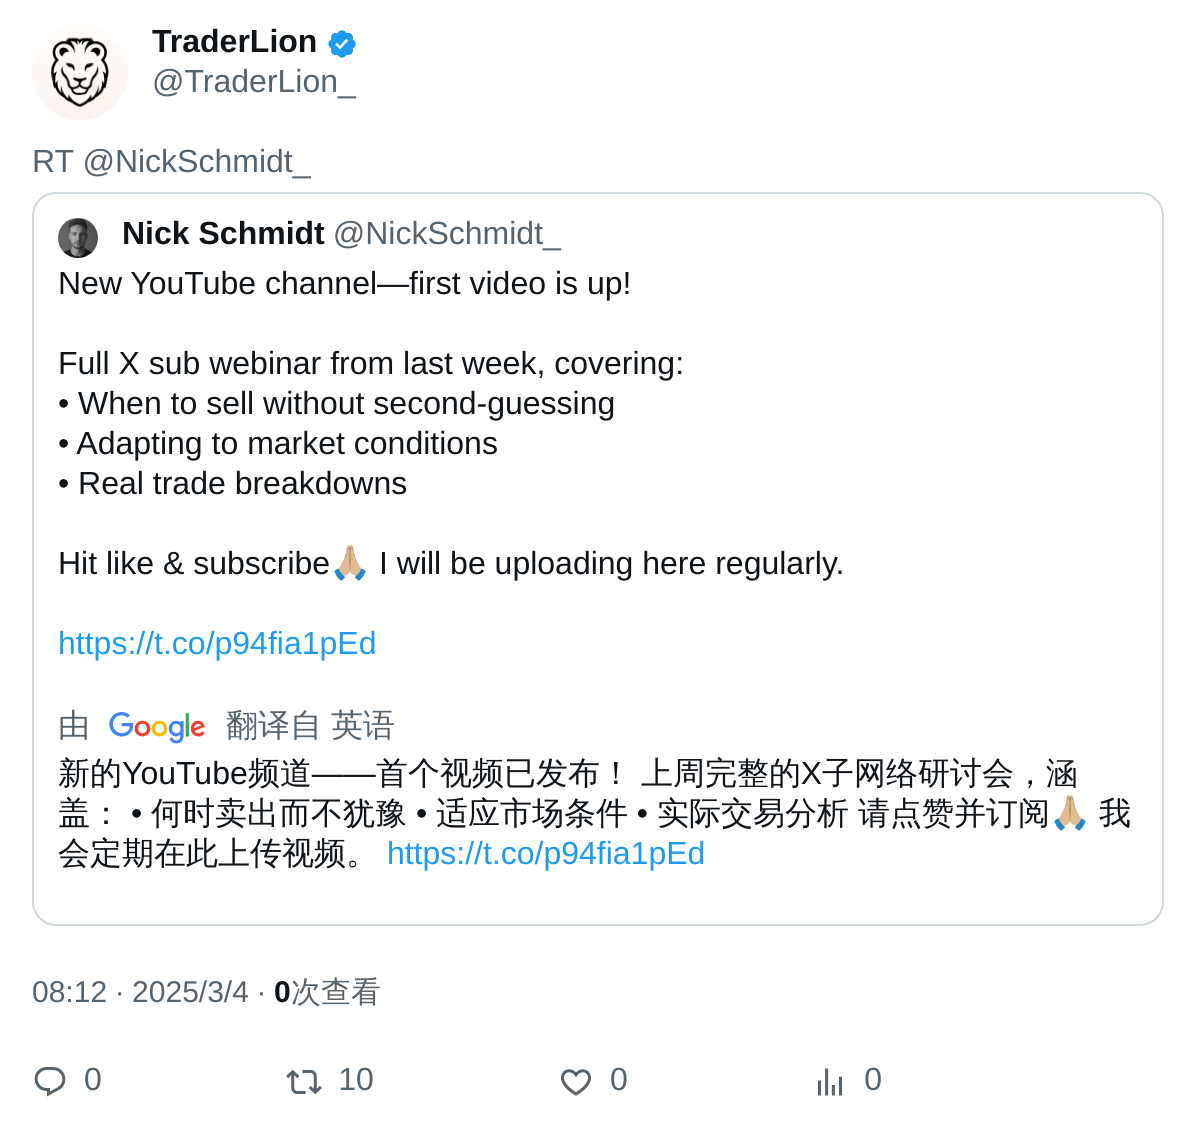 TraderLion
@TraderLion_
RT @NickSchmidt_
Nick Schmidt @NickSchmidt_
New YouTube channel—first video is up!
Full X sub webinar from last week, covering:
• When to sell without second-guessing
• Adapting to market conditions
• Real trade breakdowns
Hit like & subscribe🙏🏼 I will be uploading here regularly.
https://t.co/p94fia1pEd
由 Google 翻译自 英语
新的YouTube频道——首个视频已发布！ 上周完整的X子网络研讨会，涵
盖： • 何时卖出而不犹豫 • 适应市场条件 • 实际交易分析 请点赞并订阅🙏🏼 我
会定期在此上传视频。 https://t.co/p94fia1pEd
08:12 · 2025/3/4 · 0次查看
0 10 0 0